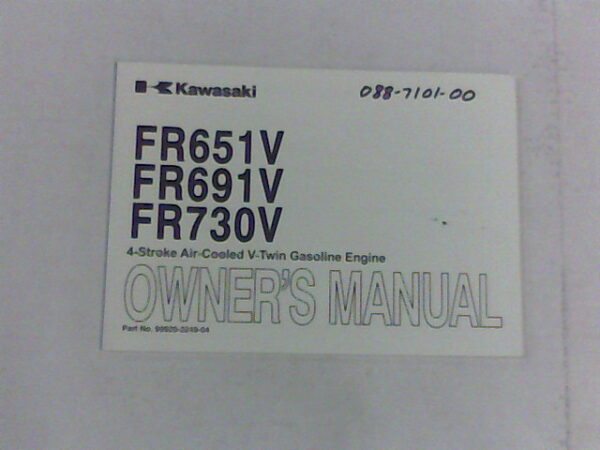 Kawasaki 088-7101-00
FR651V
FR691V
FR730V
4-Stroke Air-Cooled V-Twin Gasoline Engine
OWNER'S MANUAL
Part No. 99920-2249-04